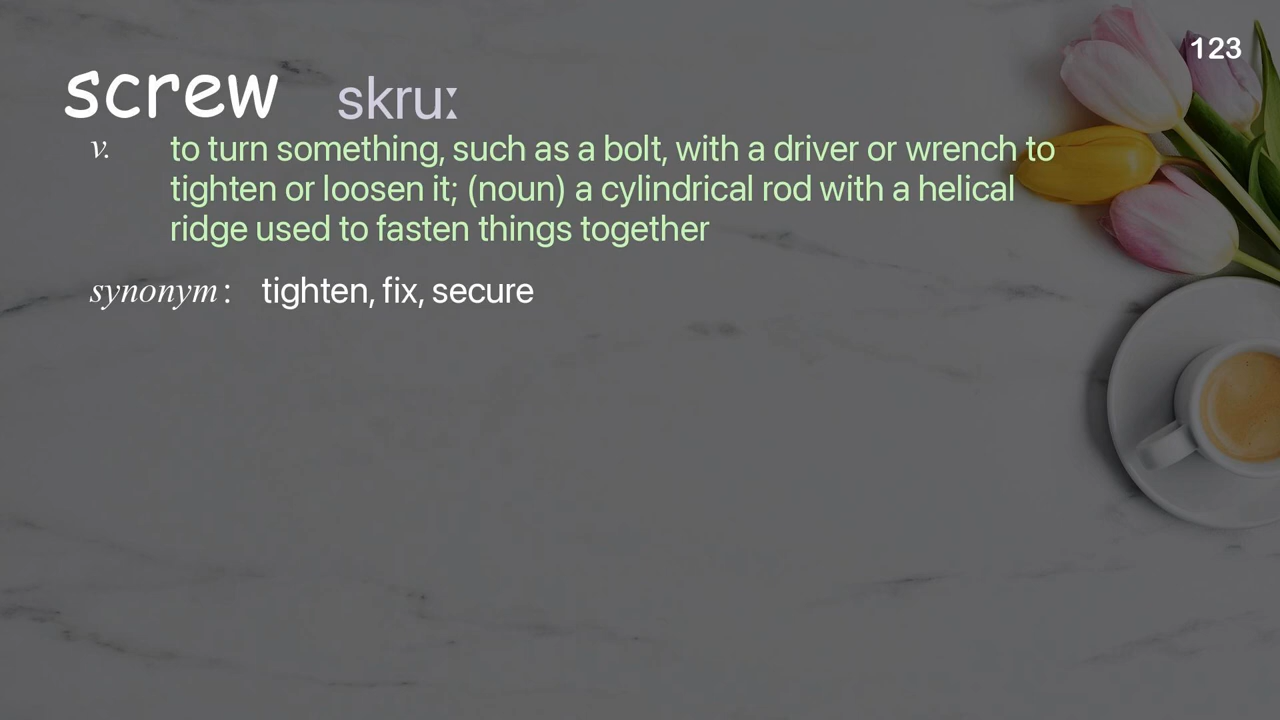 123
screw skruː
v. to turn something, such as a bolt, with a driver or wrench to
tighten or loosen it; (noun) a cylindrical rod with a helical
ridge used to fasten things together
synonym: tighten, fix, secure